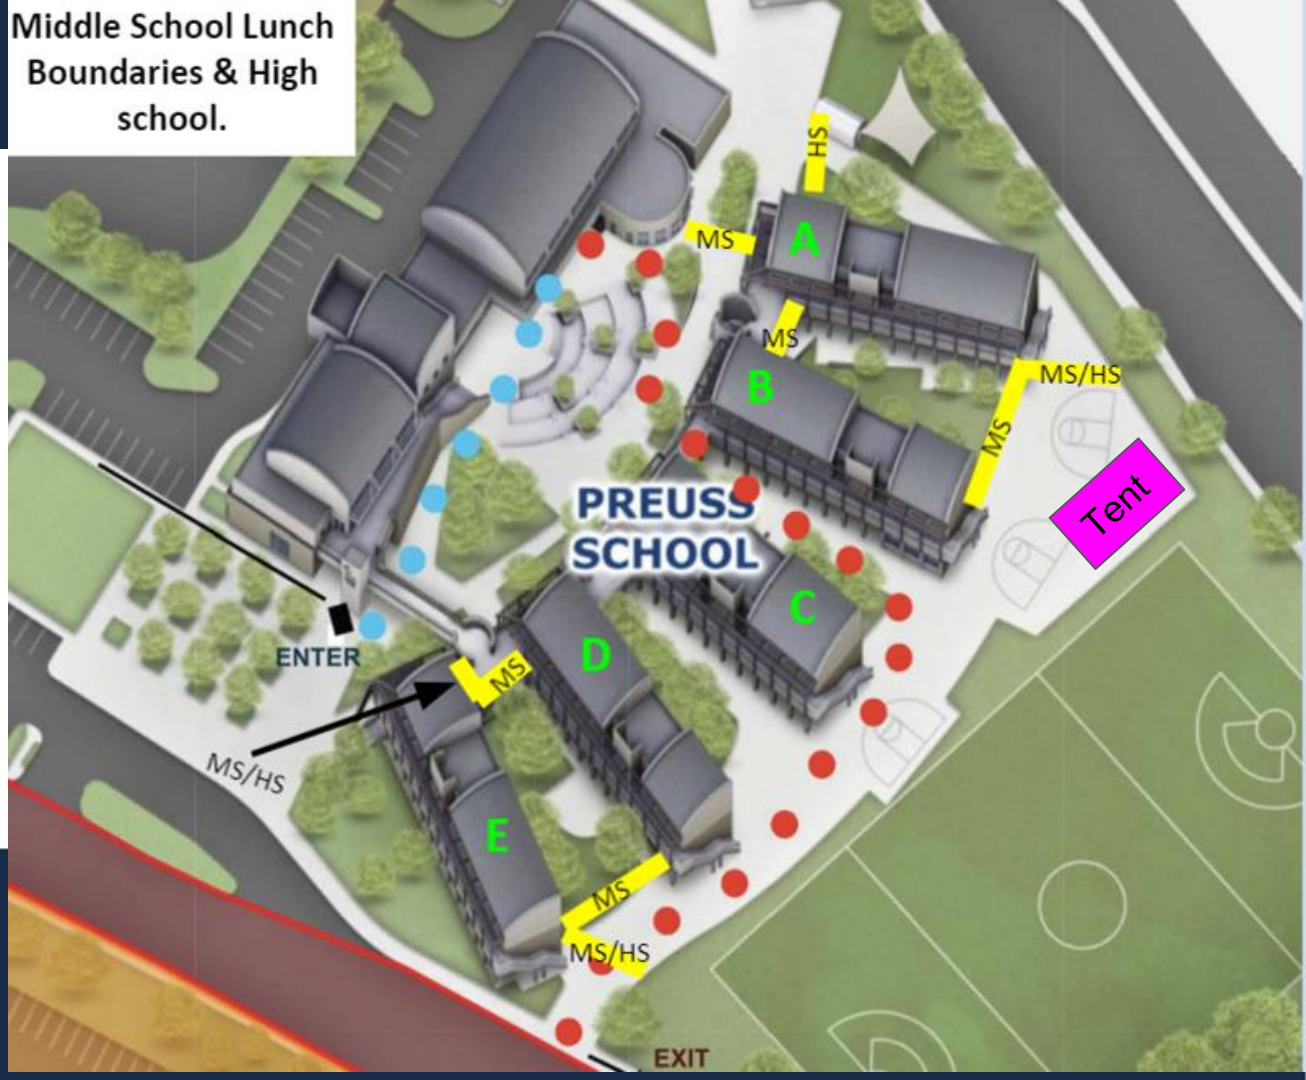 Middle School Lunch
Boundaries & High
school.
HS
A
MS
MS
B
MS/HS
MS
Tent
PREUSS
SCHOOL
C
D
ENTER
MS
MS/HS
E
MS
MS/HS
EXIT